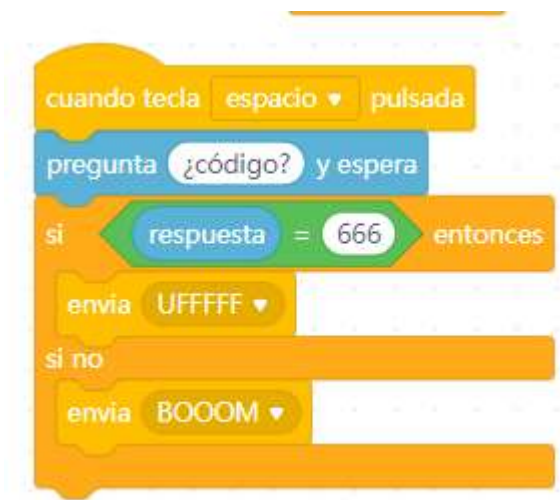 cuando tecla espacio pulsada
pregunta ¿código? y espera
si respuesta = 666 entonces
envia UFFFFF
si no
envia BOOOM